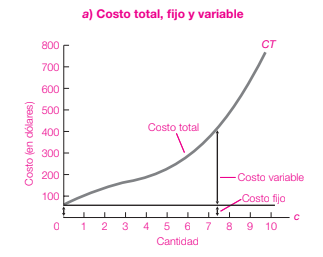 a) Costo total, fijo y variable
CT
800
700
600
500
400
300
200
100
Costo (en dólares)
Costo total
Costo variable
Costo fijo
0 1 2 3 4 5 6 7 8 9 10
c
Cantidad